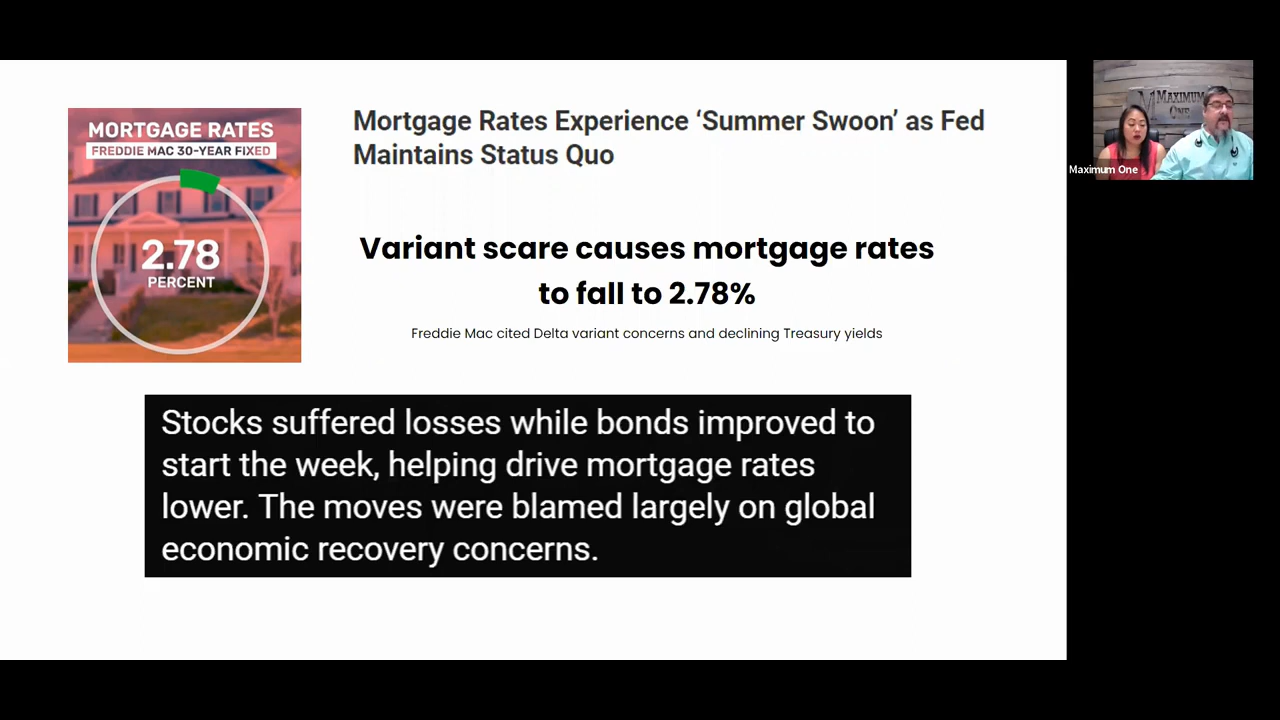 MORTGAGE RATES
FREDDIE MAC 30-YEAR FIXED
2.78
PERCENT
Mortgage Rates Experience ‘Summer Swoon’ as Fed
Maintains Status Quo
Variant scare causes mortgage rates
to fall to 2.78%
Freddie Mac cited Delta variant concerns and declining Treasury yields
Stocks suffered losses while bonds improved to
start the week, helping drive mortgage rates
lower. The moves were blamed largely on global
economic recovery concerns.
MAXIMUM
ONE
Maximum One